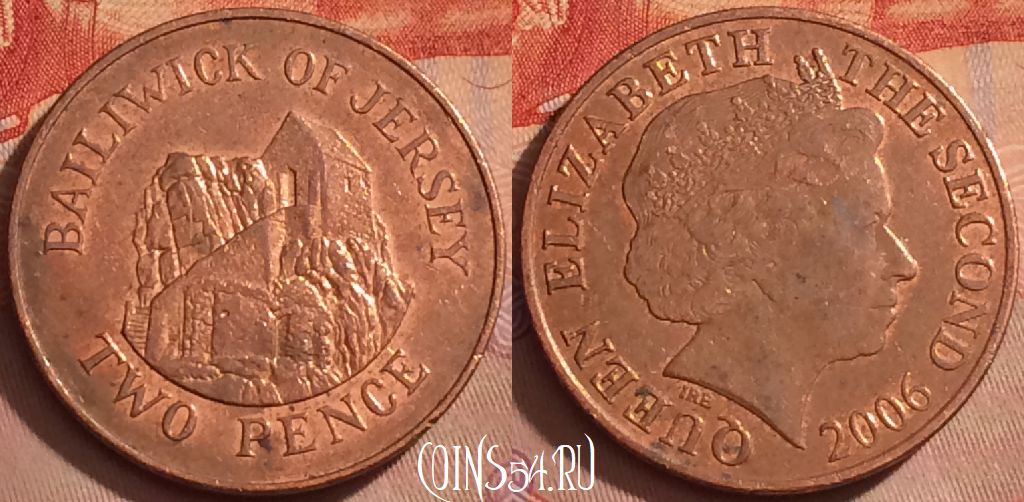 BAILIWICK OF JERSEY
TWO PENCE
QUEEN ELIZABETH THE SECOND
2006
IRB
COINS54.RU